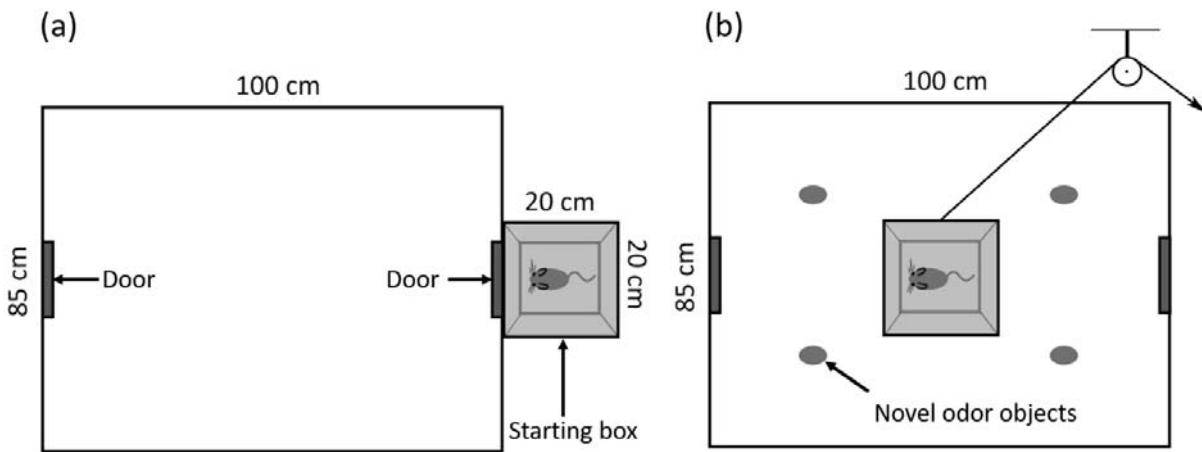 (a)
100 cm
85 cm
Door
Door
20 cm
20 cm
Starting box
(b)
100 cm
85 cm
Novel odor objects